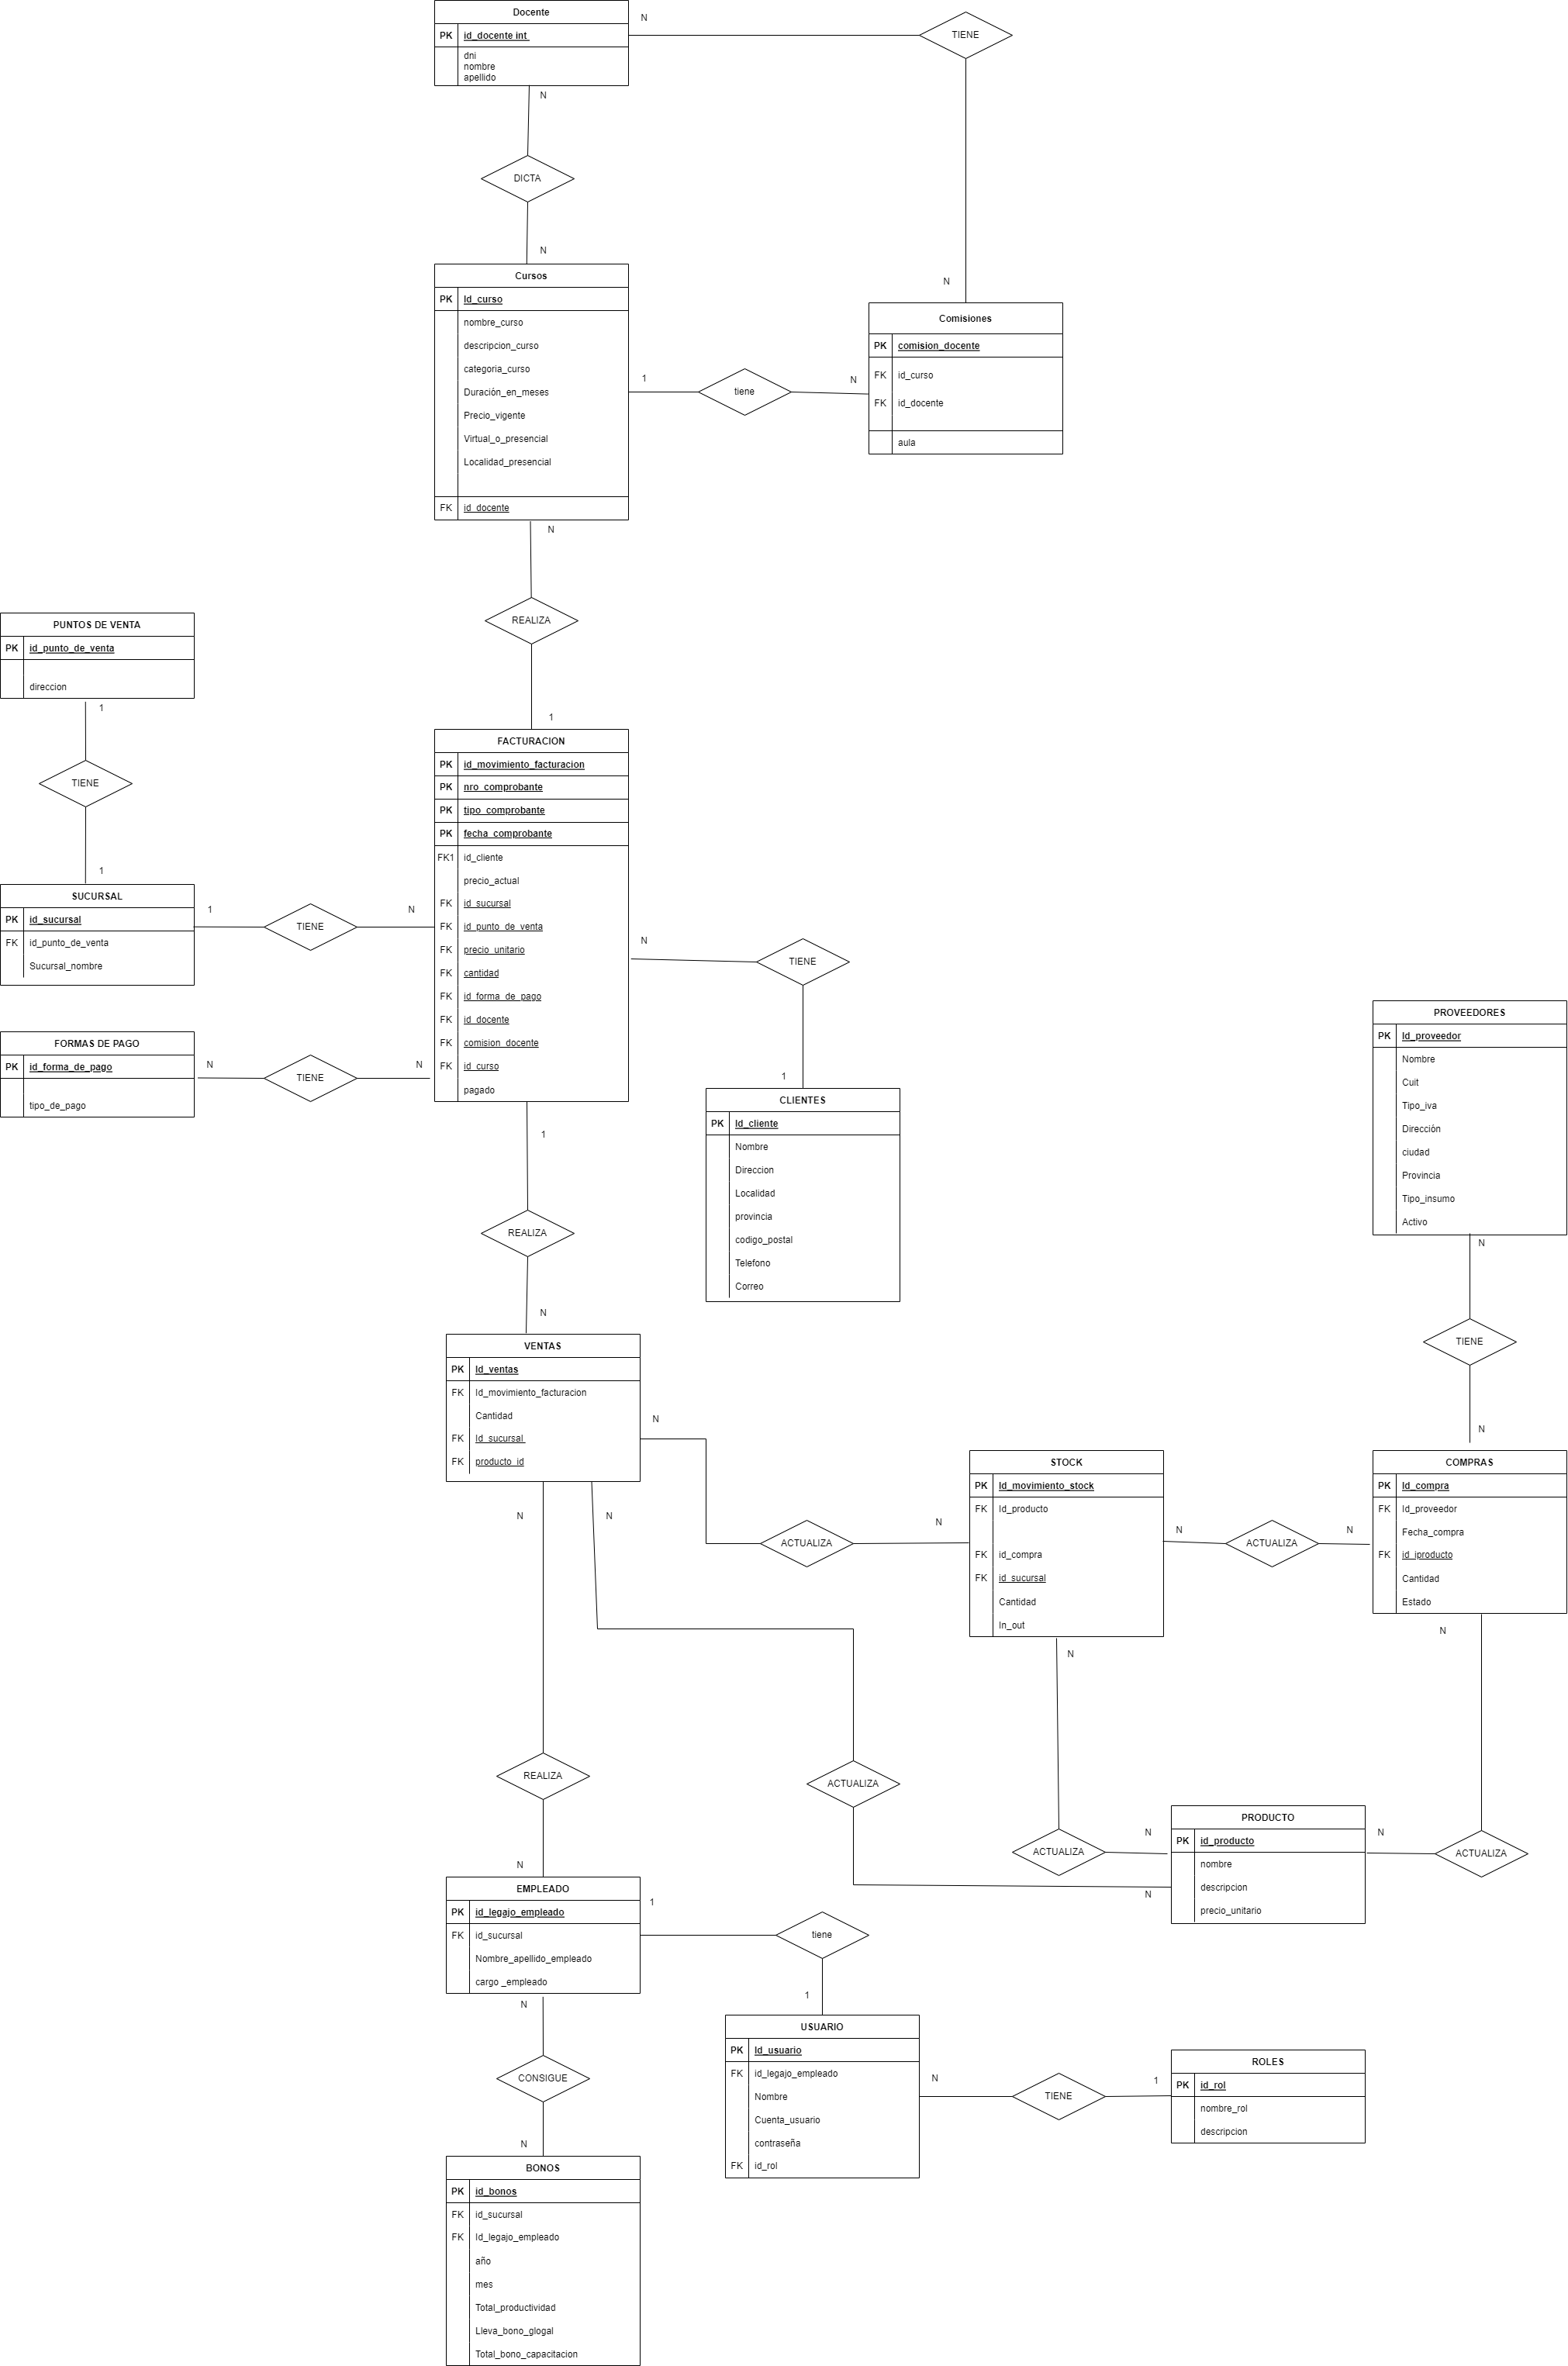 Docente
PK id_docente int
dni
nombre
apellido
N
TIENE
N
DICTA
N
N
Cursos
PK Id_curso
nombre_curso
descripcion_curso
categoria_curso
Duración_en_meses
Precio_vigente
Virtual_o_presencial
Localidad_presencial
FK id_docente
Comisiones
PK comision_docente
FK id_curso
FK id_docente
aula
1
tiene
N
N
REALIZA
1
PUNTOS DE VENTA
PK id_punto_de_venta
direccion
1
TIENE
1
SUCURSAL
PK id_sucursal
FK id_punto_de_venta
Sucursal_nombre
1
TIENE
N
FORMAS DE PAGO
PK id_forma_de_pago
tipo_de_pago
N
TIENE
N
FACTURACION
PK id_movimiento_facturacion
PK nro_comprobante
PK tipo_comprobante
PK fecha_comprobante
FK1 id_cliente
precio_actual
FK id_sucursal
FK id_punto_de_venta
FK precio_unitario
FK cantidad
FK id_forma_de_pago
FK id_docente
FK comision_docente
FK id_curso
pagado
N
TIENE
1
CLIENTES
PK Id_cliente
Nombre
Direccion
Localidad
provincia
codigo_postal
Telefono
Correo
PROVEEDORES
PK Id_proveedor
Nombre
Cuit
Tipo_iva
Dirección
ciudad
Provincia
Tipo_insumo
Activo
N
TIENE
N
1
REALIZA
N
VENTAS
PK Id_ventas
FK Id_movimiento_facturacion
Cantidad
FK Id_sucursal
FK producto_id
N
ACTUALIZA
N
STOCK
PK Id_movimiento_stock
FK Id_producto
FK id_compra
FK id_sucursal
Cantidad
In_out
N
ACTUALIZA
N
COMPRAS
PK Id_compra
FK Id_proveedor
Fecha_compra
FK id_iproducto
Cantidad
Estado
N
N
N
N
REALIZA
ACTUALIZA
ACTUALIZA
N
N
PRODUCTO
PK id_producto
nombre
descripcion
precio_unitario
N
ACTUALIZA
N
EMPLEADO
PK id_legajo_empleado
FK id_sucursal
Nombre_apellido_empleado
cargo _empleado
1
tiene
1
N
CONSIGUE
N
USUARIO
PK Id_usuario
FK id_legajo_empleado
Nombre
Cuenta_usuario
contraseña
FK id_rol
N
TIENE
1
ROLES
PK id_rol
nombre_rol
descripcion
BONOS
PK id_bonos
FK id_sucursal
FK Id_legajo_empleado
año
mes
Total_productividad
Lleva_bono_glogal
Total_bono_capacitacion